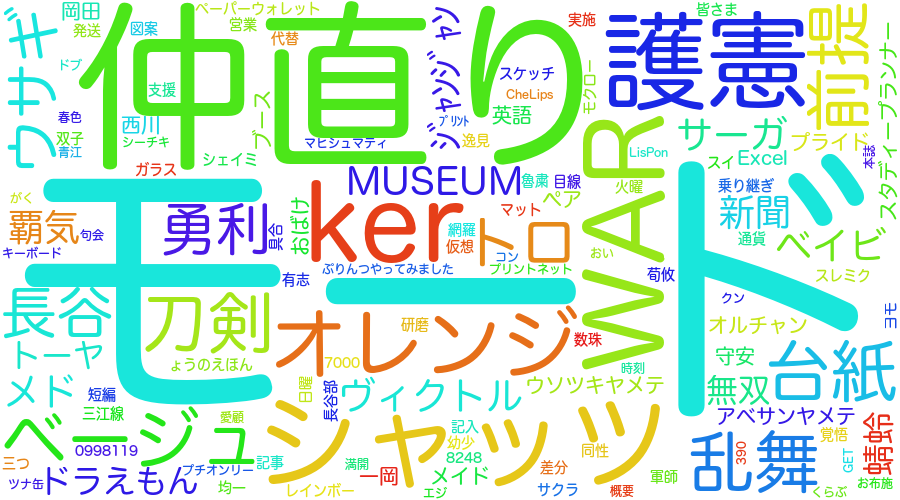 岡田
ペーパーウォレット
皆さま
営業
実施
発送
図案
代替
ウサギ
仲直り
ジャンジャン
護憲
前提
ドブ
支援
スケッチ
CheLips
モクロー
春色
西川
ブース
英語
双子
シーチキ
マヒシュマティ
プリント
逸見
サーガ
プライド
青江
シェイミ
LisPon
スイ
Excel
本誌
スタディープランナー
ガラス
MUSEUM
魯粛
目線
WAR
火曜
乗り継ぎ
がく
モート
ッ
覇気
句会
勇利
具合
おばけ
ker
マット
ペア
新聞
通貨
ベイビ
網羅
仮想
トロ
コン
おい
キーボード
有志
ぷりんつやってみました
プリントネット
荀攸
スレミク
クン
長谷
刀剣
オレンジ
研磨
数珠
オルチャン
ヨモ
トーヤ
ょうのえほん
7000
時刻
守安
台紙
メド
短編
日曜
長谷部
ヴィクトル
ウソツキヤメテ
無双
三江線
愛顧
シャッツ
記入
アベサンヤメテ
ベージュ
0998119
幼少
同性
乱舞
390
覚悟
蜻蛉
三つ
プチオンリー
記事
満開
8248
GET
ツナ缶
ドラえもん
均一
レインボー
一岡
エジ
メイド
差分
サクラ
概要
軍師
くらぶ
お布施